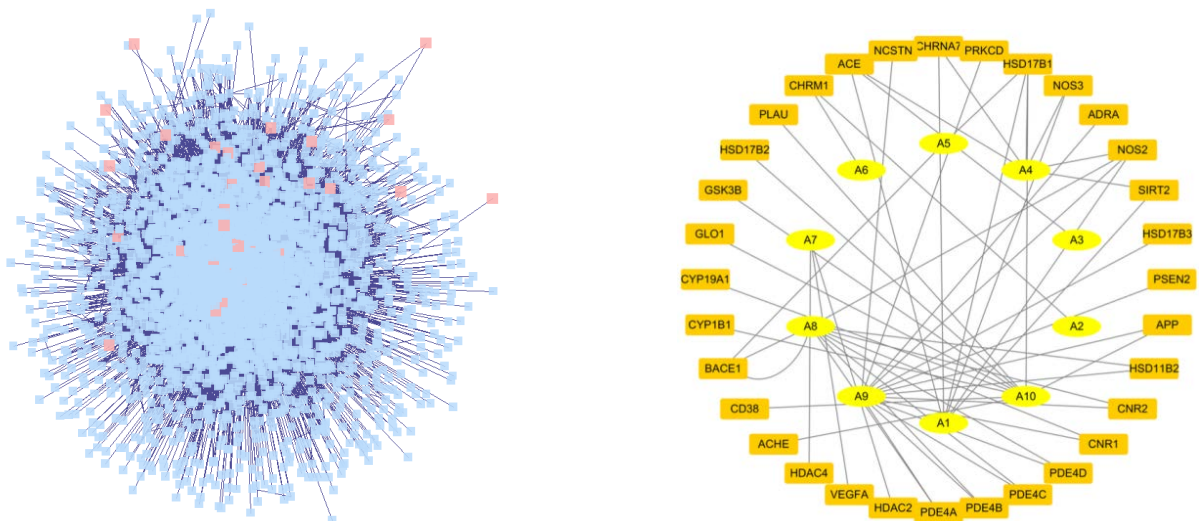 NCSTN
CHRNA7
PRKCD
ACE
HSD17B1
CHRM1
NOS3
PLAU
ADRA
HSD17B2
A5
NOS2
A6
A4
GSK3B
SIRT2
GLO1
A7
A3
HSD17B3
CYP19A1
PSEN2
CYP1B1
A8
A2
APP
BACE1
HSD11B2
CD38
A9
A10
CNR2
A1
ACHE
CNR1
HDAC4
PDE4D
VEGFA
PDE4C
HDAC2
PDE4B
PDE4A